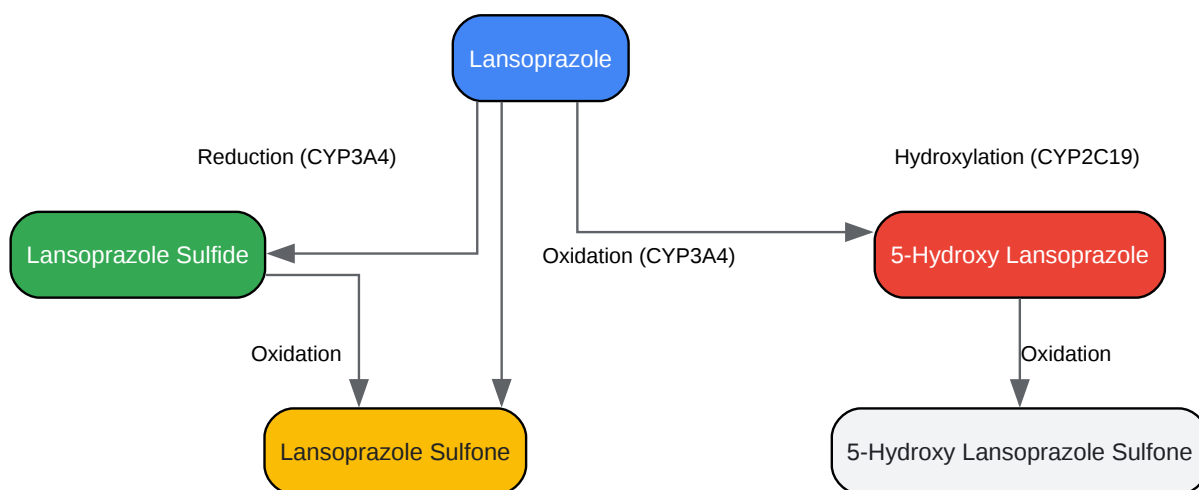 Lansoprazole
Reduction (CYP3A4)
Hydroxylation (CYP2C19)
Lansoprazole Sulfide
Oxidation (CYP3A4)
5-Hydroxy Lansoprazole
Oxidation
Oxidation
Lansoprazole Sulfone
5-Hydroxy Lansoprazole Sulfone